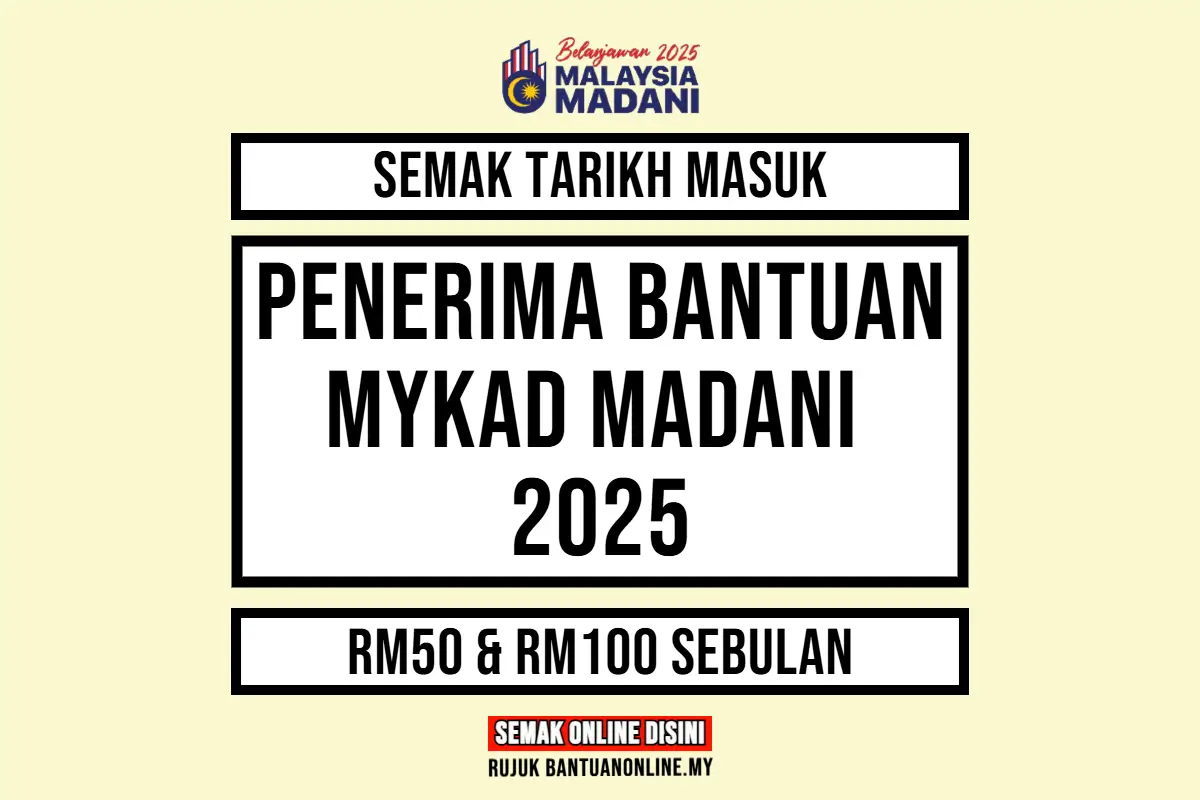 Belanjawan 2025
MALAYSIA
MADANI
SEMAK TARIKH MASUK
PENERIMA BANTUAN
MYKAD MADANI
2025
RM50 & RM100 SEBULAN
SEMAK ONLINE DISINI
RUJUK BANTUANONLINE.MY